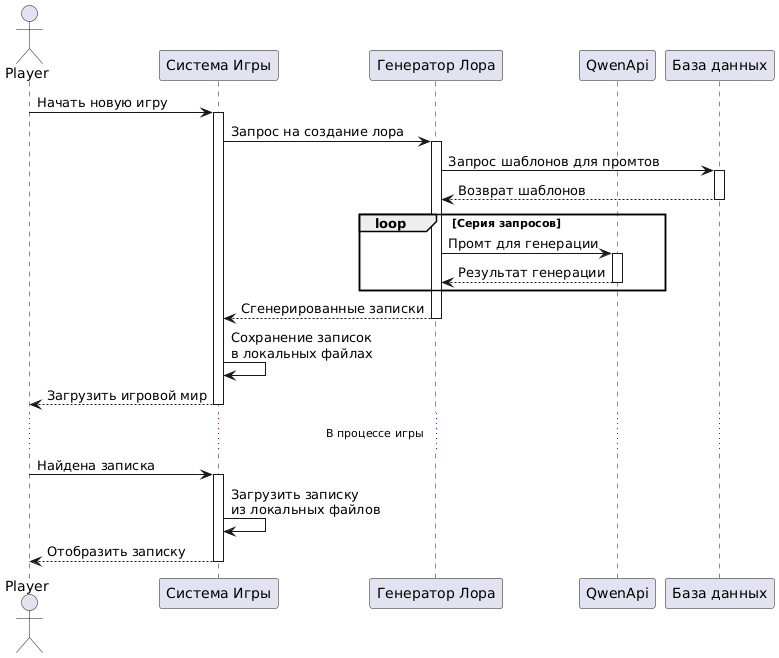 Player
Система Игры
Генератор Лора
QwenApi
База данных
Начать новую игру
Запрос на создание лора
Запрос шаблонов для промтов
Возврат шаблонов
loop
[Серия запросов]
Промт для генерации
Результат генерации
Сгенерированные записки
Сохранение записок
в локальных файлах
Загрузить игровой мир
В процессе игры
Найдена записка
Загрузить записку
из локальных файлов
Отобразить записку
Player
Система Игры
Генератор Лора
QwenApi
База данных